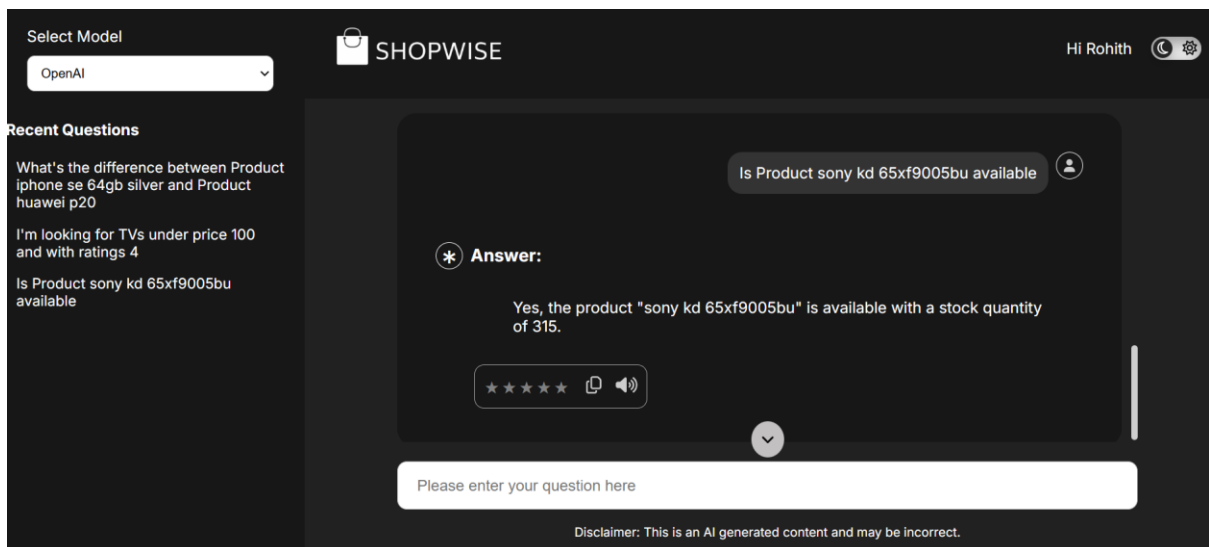 Select Model
OpenAI
Recent Questions
What's the difference between Product
iphone se 64gb silver and Product
huawei p20
I'm looking for TVs under price 100
and with ratings 4
Is Product sony kd 65xf9005bu
available
SHOPWISE
Hi Rohith
Is Product sony kd 65xf9005bu available
Answer:
Yes, the product "sony kd 65xf9005bu" is available with a stock quantity
of 315.
Please enter your question here
Disclaimer: This is an AI generated content and may be incorrect.